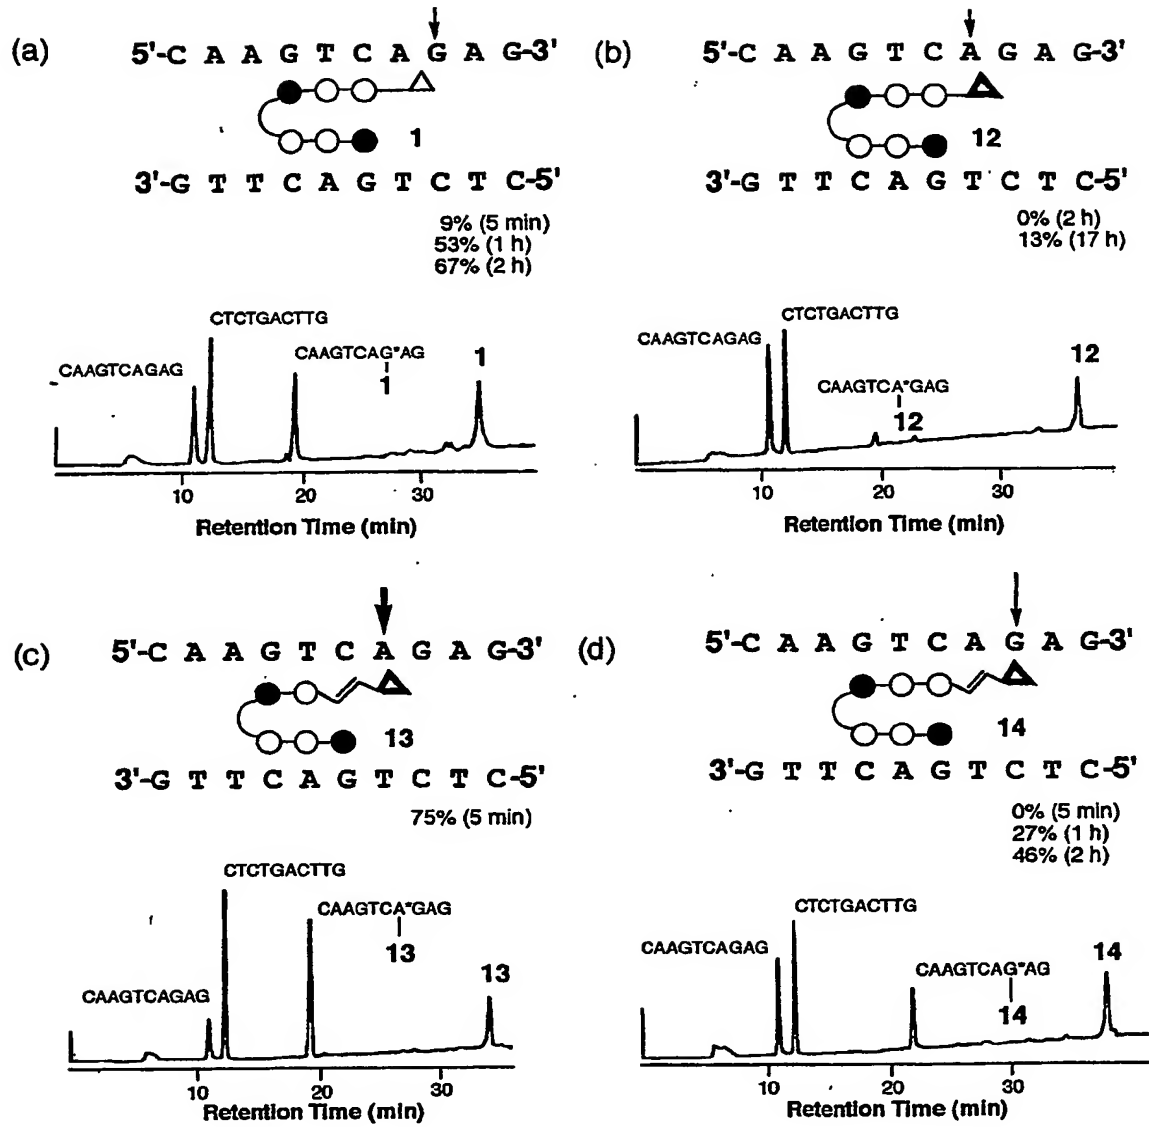 (a) 5'-C A A G T C A G A G-3'
1
3'-G T T C A G T C T C-5'
9% (5 min)
53% (1 h)
67% (2 h)
CTCTGACTTG
CAAGTCAGAG
CAAGTCAG*AG
1
1
10 20 30
Retention Time (min)
(b) 5'-C A A G T C A G A G-3'
12
3'-G T T C A G T C T C-5'
0% (2 h)
13% (17 h)
CTCTGACTTG
CAAGTCAGAG
CAAGTCA*GAG
12
12
10 20 30
Retention Time (min)
(c) 5'-C A A G T C A G A G-3'
13
3'-G T T C A G T C T C-5'
75% (5 min)
CTCTGACTTG
CAAGTCA*GAG
13
13
CAAGTCAGAG
10 20 30
Retention Time (min)
(d) 5'-C A A G T C A G A G-3'
14
3'-G T T C A G T C T C-5'
0% (5 min)
27% (1 h)
46% (2 h)
CTCTGACTTG
CAAGTCAGAG
CAAGTCAG*AG
14
14
10 20 30
Retention Time (min)